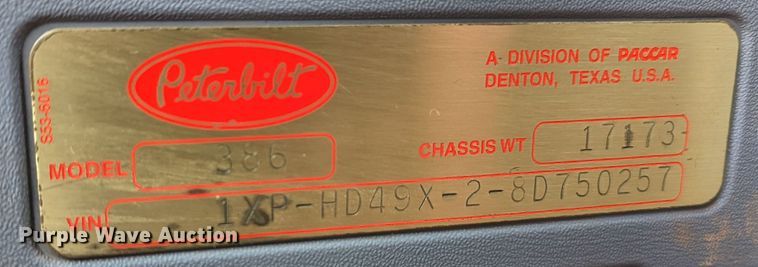 Peterbilt
A DIVISION OF PACCAR
DENTON, TEXAS U.S.A.
S53-6016
MODEL 386
CHASSIS WT 17173
VIN 1XP-HD49X-2-8D750257
Purple Wave Auction